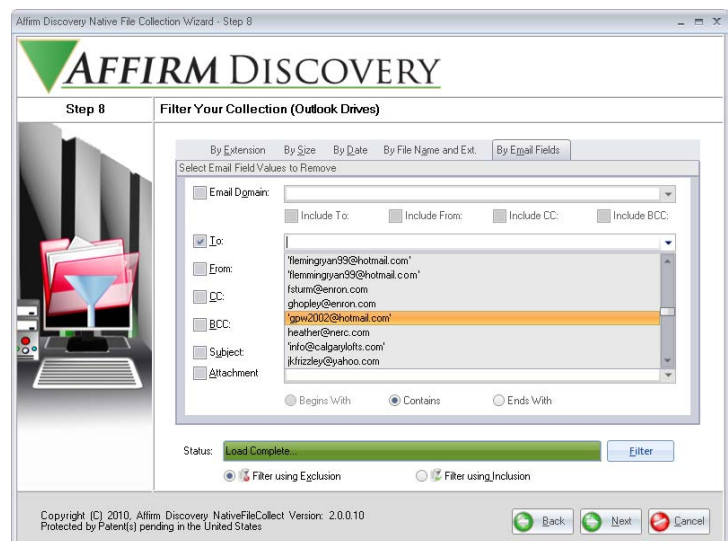 Affirm Discovery Native File Collection Wizard - Step 8
AFFIRM DISCOVERY
Step 8
Filter Your Collection (Outlook Drives)
By Extension By Size By Date By File Name and Ext. By Email Fields
Select Email Field Values to Remove
Email Domain:
Include To: Include From: Include CC: Include BCC:
To:
From:
CC:
BCC:
Subject:
Attachment
'flemingryan99@hotmail.com'
'flemmingryan99@hotmail.com'
fsturm@enron.com
ghopley@enron.com
'gpw2002@hotmail.com'
heather@nerc.com
'info@calgarylofts.com'
jkfrizzley@yahoo.com
Begins With Contains Ends With
Status: Load Complete... Filter
Filter using Exclusion Filter using Inclusion
Copyright (C) 2010, Affirm Discovery NativeFileCollect Version: 2.0.0.10
Protected by Patent(s) pending in the United States
Back Next Cancel